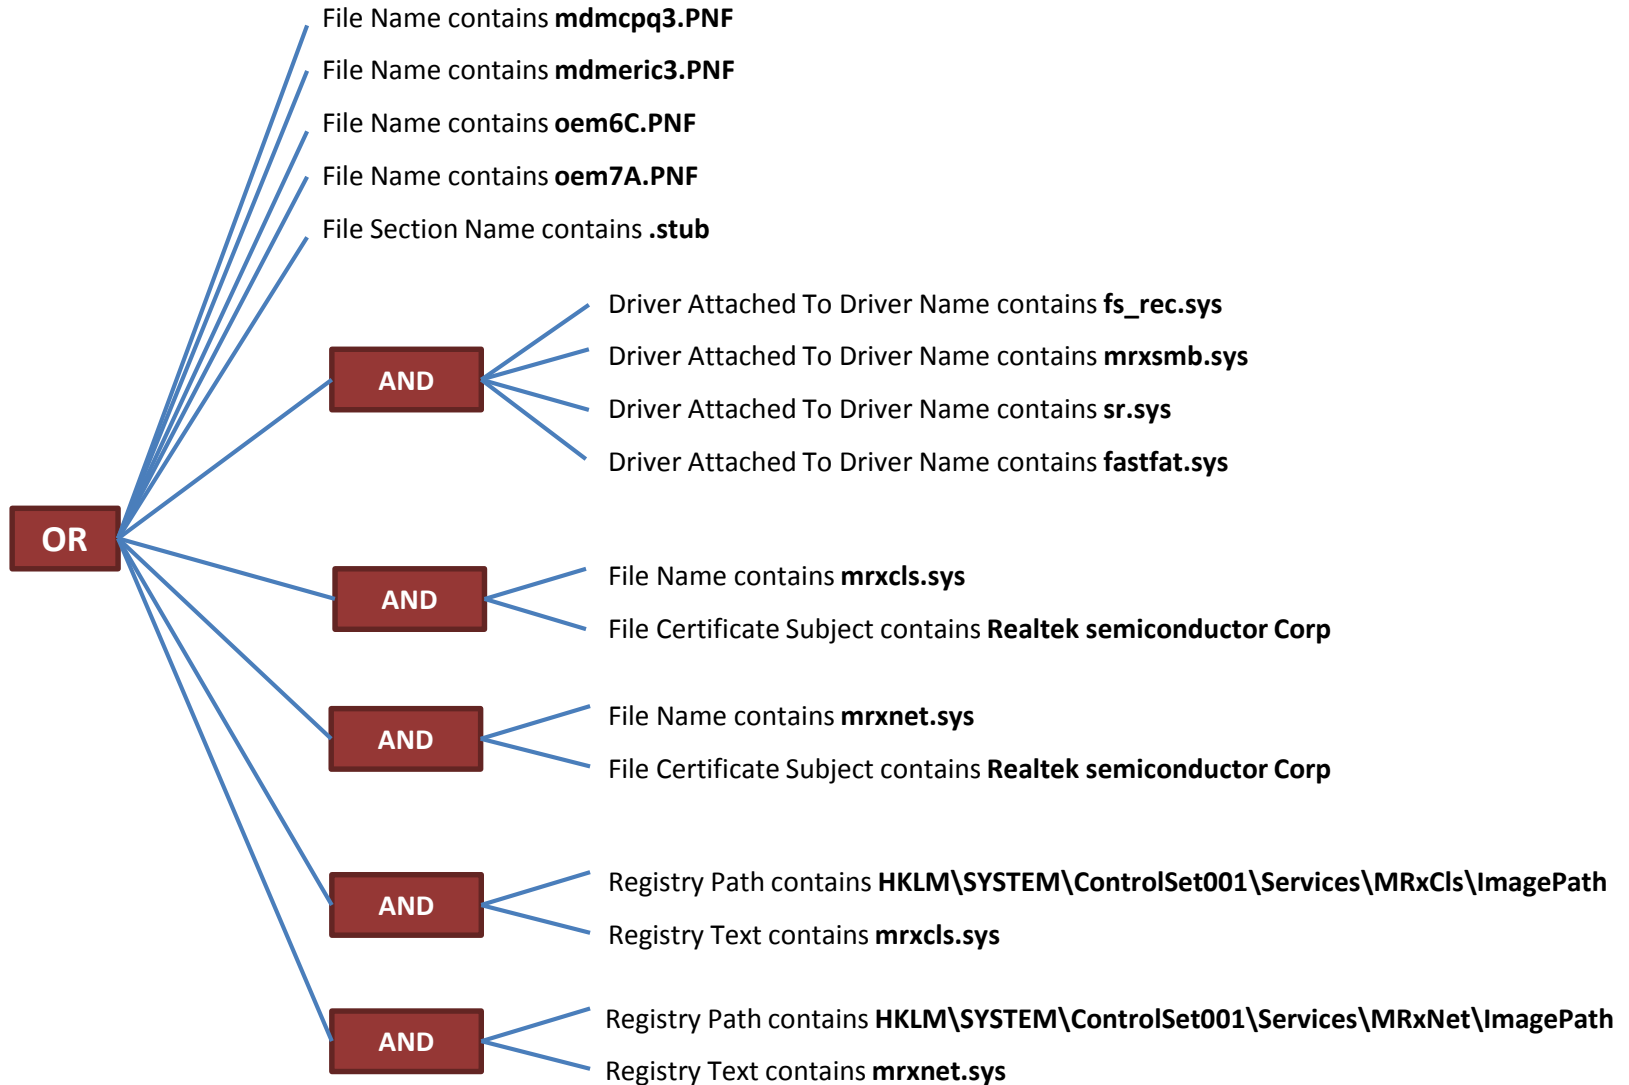 File Name contains mdmcpq3.PNF
File Name contains mdmeric3.PNF
File Name contains oem6C.PNF
File Name contains oem7A.PNF
File Section Name contains .stub
Driver Attached To Driver Name contains fs_rec.sys
Driver Attached To Driver Name contains mrxsmb.sys
AND
Driver Attached To Driver Name contains sr.sys
Driver Attached To Driver Name contains fastfat.sys
OR
File Name contains mrxcls.sys
AND
File Certificate Subject contains Realtek semiconductor Corp
File Name contains mrxnet.sys
AND
File Certificate Subject contains Realtek semiconductor Corp
Registry Path contains HKLM\SYSTEM\ControlSet001\Services\MRxCls\ImagePath
AND
Registry Text contains mrxcls.sys
Registry Path contains HKLM\SYSTEM\ControlSet001\Services\MRxNet\ImagePath
AND
Registry Text contains mrxnet.sys